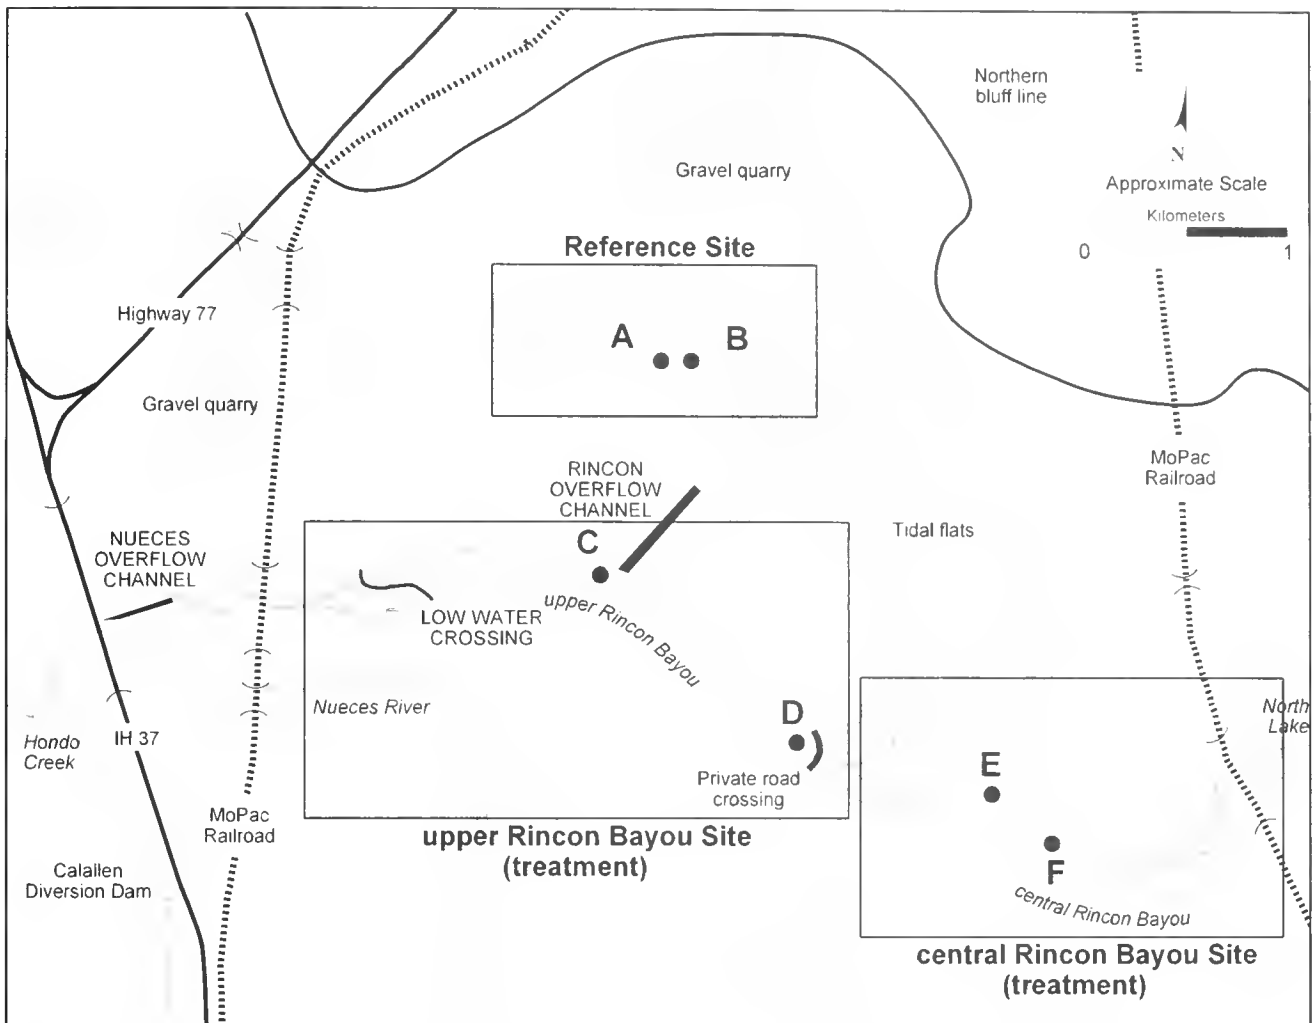 Northern
bluff line
Gravel quarry
N
Approximate Scale
Kilometers
0 1
Reference Site
A B
Highway 77
Gravel quarry
MoPac
Railroad
RINCON
OVERFLOW
CHANNEL
Tidal flats
NUECES
OVERFLOW
CHANNEL
C
upper Rincon Bayou
LOW WATER
CROSSING
Nueces River
D
Private road
crossing
North
Lake
Hondo
Creek
IH 37
E
F
central Rincon Bayou
MoPac
Railroad
upper Rincon Bayou Site
(treatment)
Calallen
Diversion Dam
central Rincon Bayou Site
(treatment)